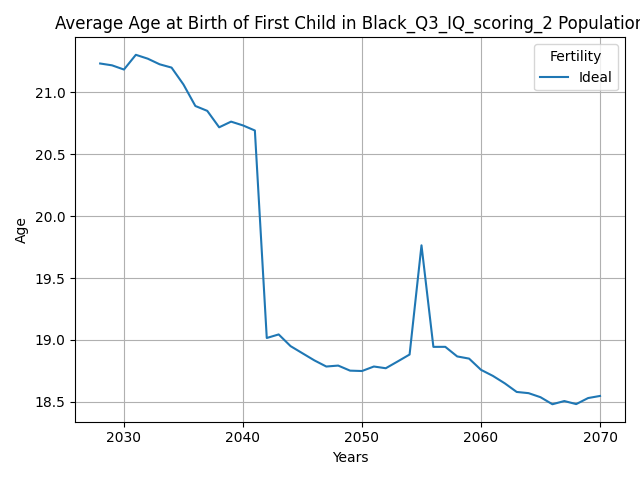 Average Age at Birth of First Child in Black_Q3_IQ_scoring_2 Population
Fertility
Ideal
21.0
20.5
20.0
19.5
19.0
18.5
Age
2030 2040 2050 2060 2070
Years